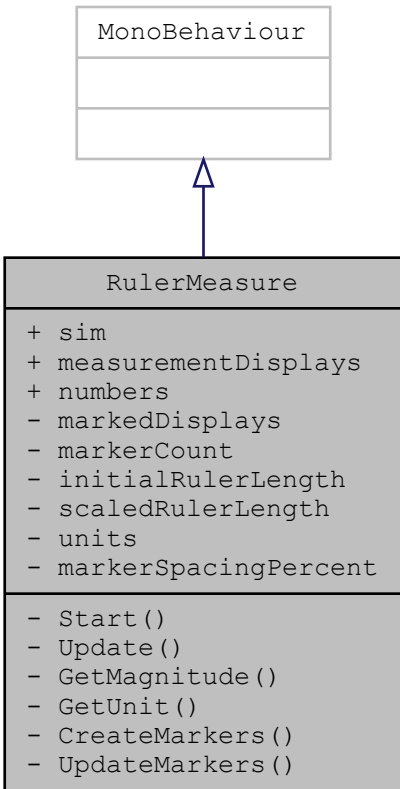 MonoBehaviour
RulerMeasure
+ sim
+ measurementDisplays
+ numbers
- markedDisplays
- markerCount
- initialRulerLength
- scaledRulerLength
- units
- markerSpacingPercent
- Start()
- Update()
- GetMagnitude()
- GetUnit()
- CreateMarkers()
- UpdateMarkers()